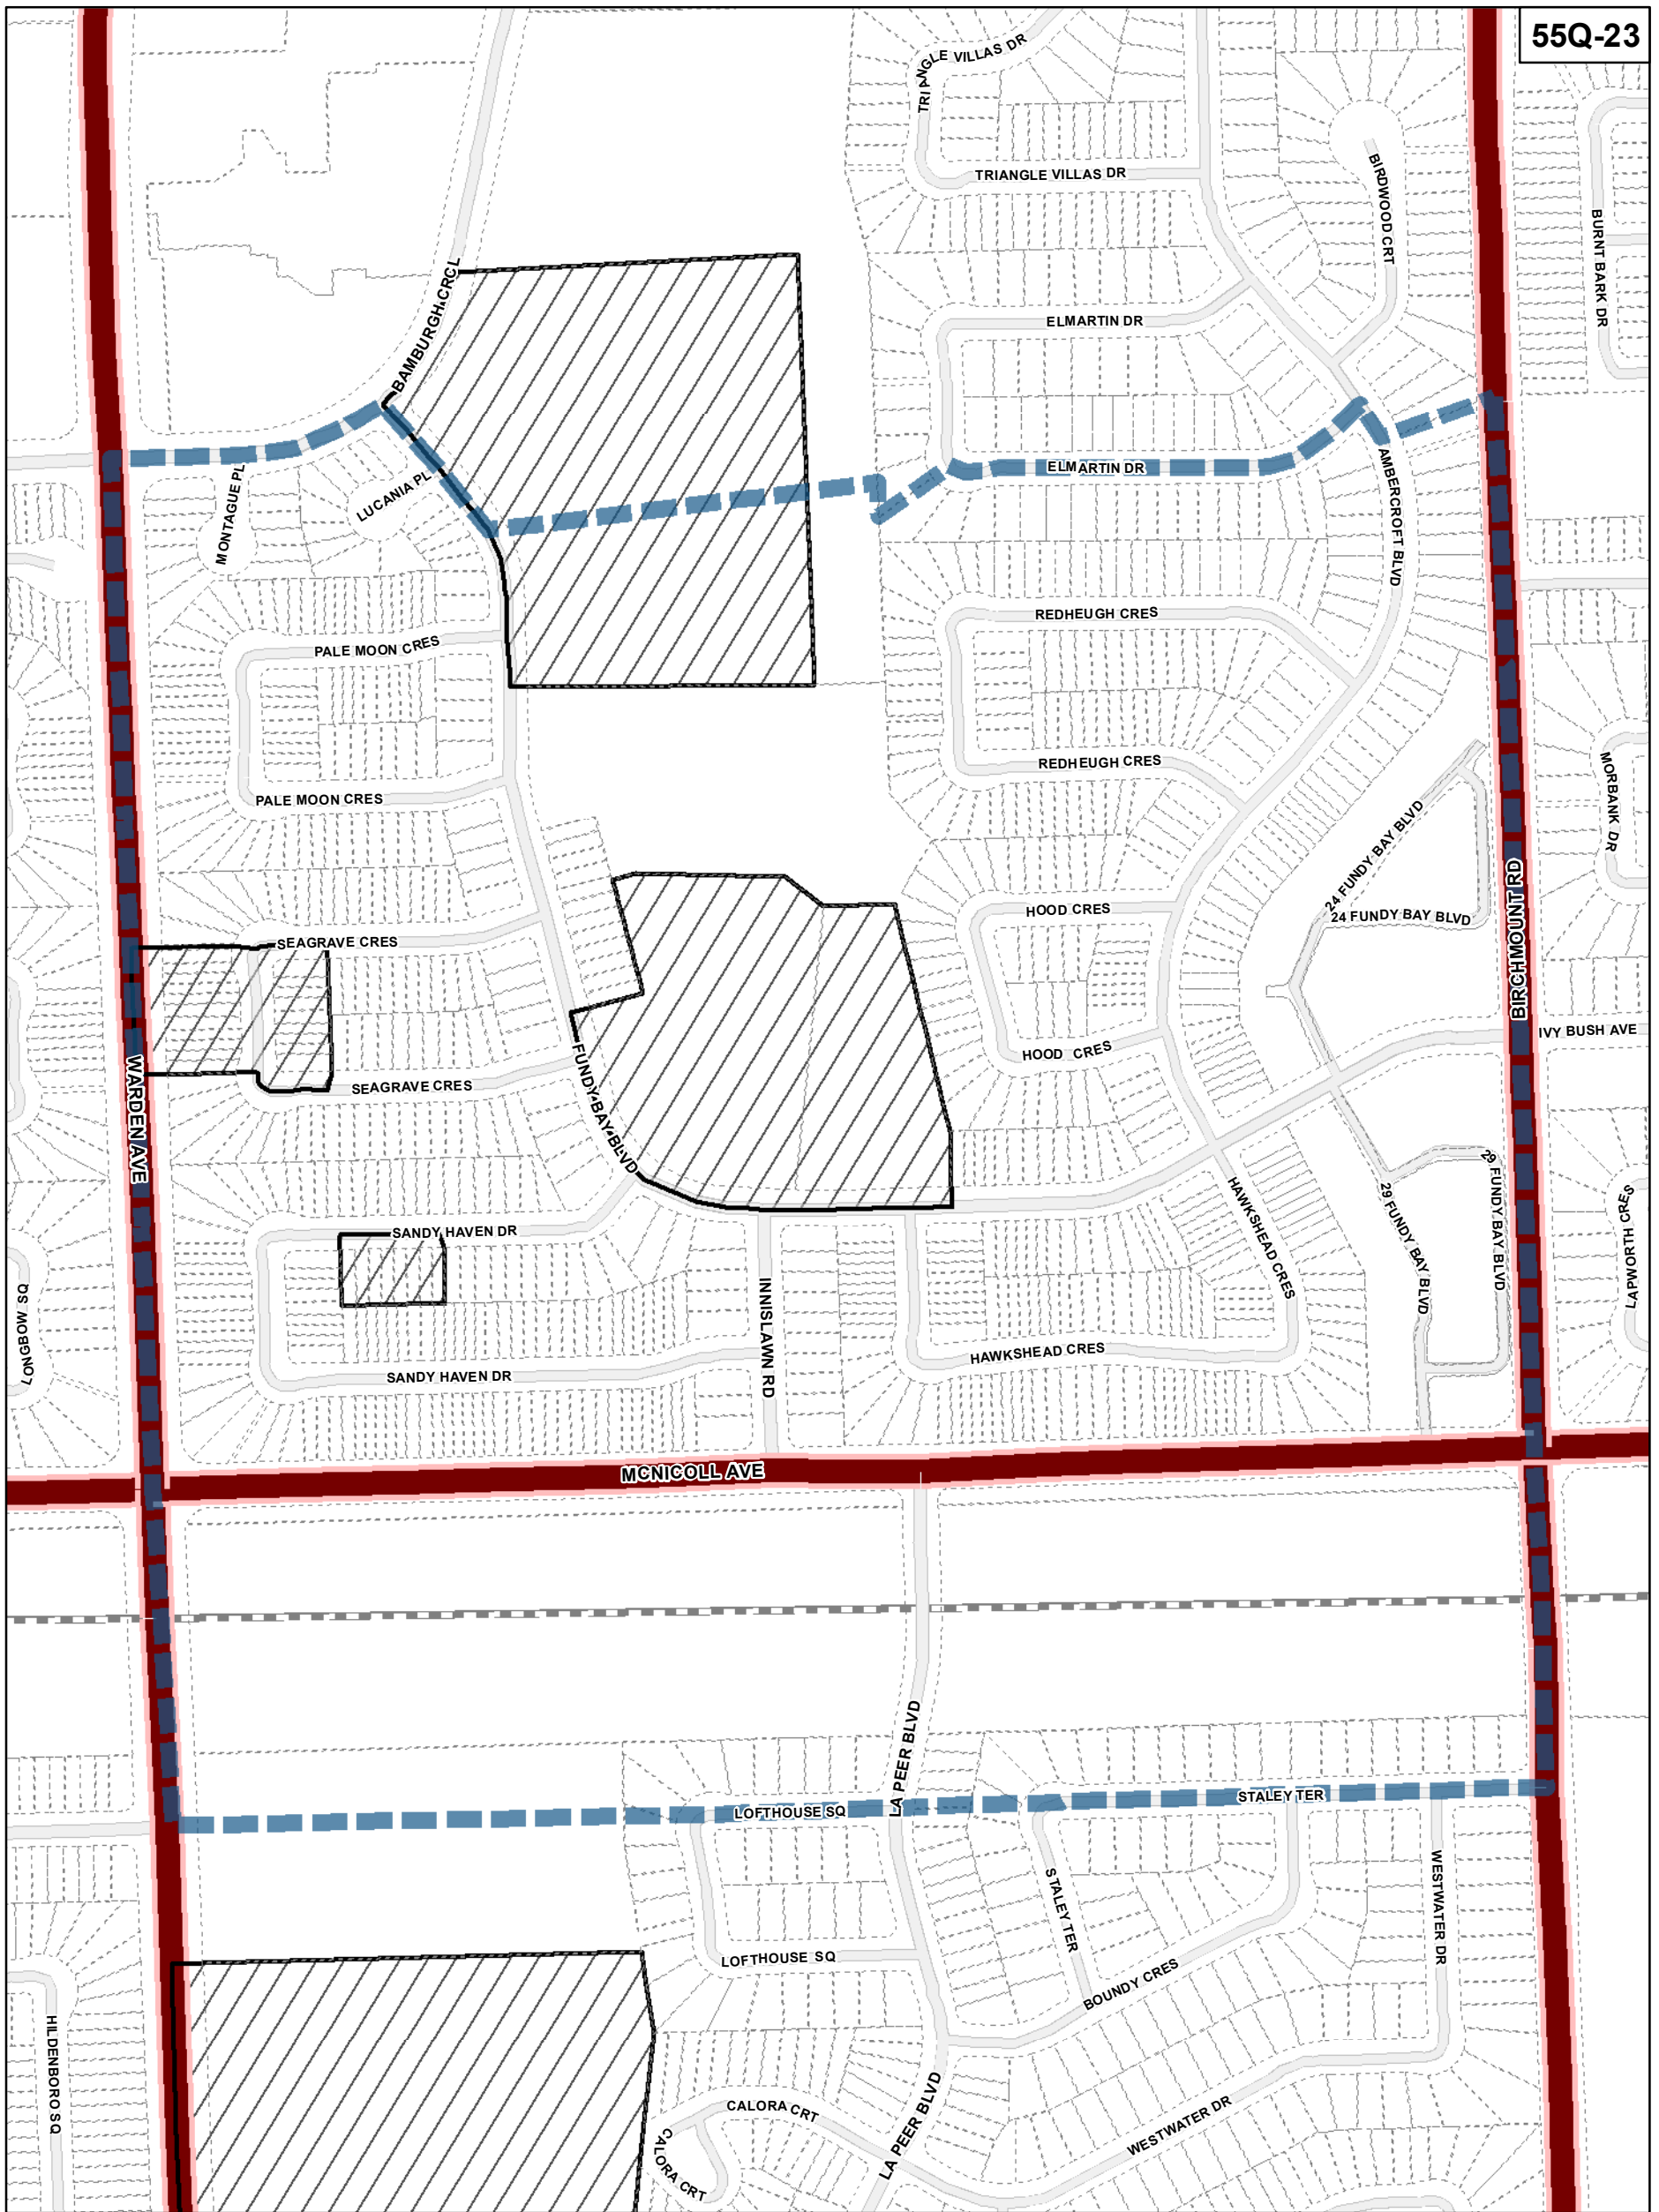 55Q-23
TRIANGLE VILLAS DR
TRIANGLE VILLAS DR
BIRDWOOD CRT
BURNT BARK DR
BAMBURGH CRCL
ELMARTIN DR
ELMARTIN DR
MONTAGUE PL
LUCANIA PL
AMBERCROFT BLVD
PALE MOON CRES
REDHEUGH CRES
REDHEUGH CRES
PALE MOON CRES
MORBANK DR
24 FUNDY BAY BLVD
24 FUNDY BAY BLVD
HOOD CRES
SEAGRAVE CRES
BIRCHMOUNT RD
IVY BUSH AVE
HOOD CRES
SEAGRAVE CRES
WARDEN AVE
FUNDY BAY BLVD
29 FUNDY BAY BLVD
29 FUNDY BAY BLVD
HAWKSHEAD CRES
LAPWORTH CRES
SANDY HAVEN DR
LONGBOW SQ
INNISLAWN RD
HAWKSHEAD CRES
SANDY HAVEN DR
MCNICOLL AVE
LA PEER BLVD
STALEY TER
LOFTHOUSE SQ
STALEY TER
WESTWATER DR
LOFTHOUSE SQ
BOUNDY CRES
HILDENBORO SQ
CALORA CRT
WESTWATER DR
LA PEER BLVD
CALORA CRT